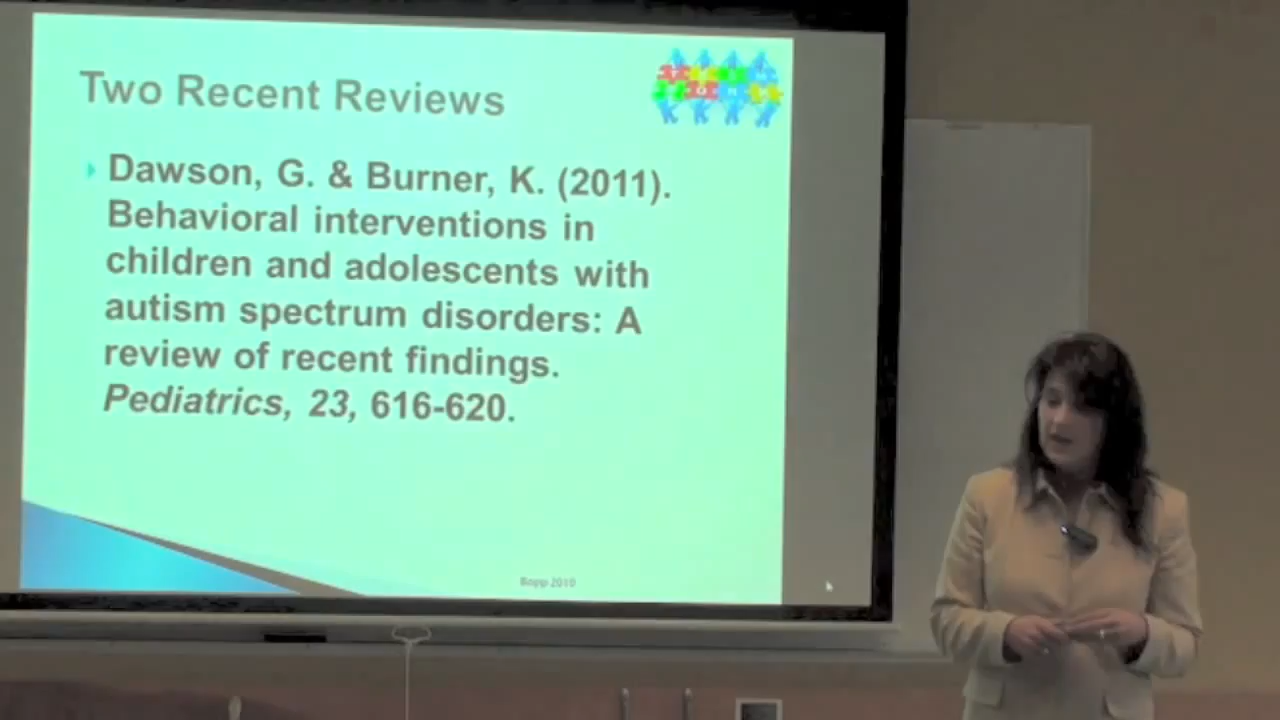 Two Recent Reviews
Dawson, G. & Burner, K. (2011).
Behavioral interventions in
children and adolescents with
autism spectrum disorders: A
review of recent findings.
Pediatrics, 23, 616-620.
Bopp 2010